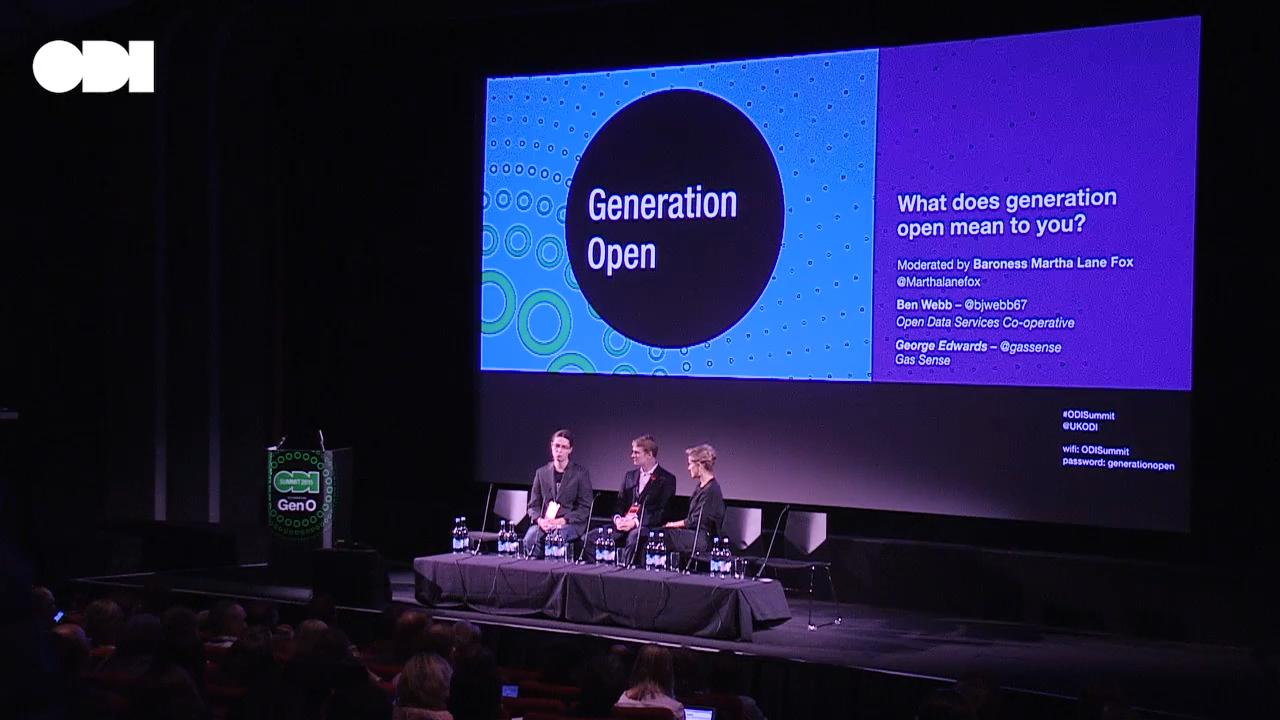 ODI
Generation
Open
What does generation
open mean to you?
Moderated by Baroness Martha Lane Fox
@Marthalanefox
Ben Webb – @bjwebb67
Open Data Services Co-operative
George Edwards – @gassense
Gas Sense
#ODISummit
@UKODI
wifi: ODISummit
password: generationopen
ODI
SUMMIT 2015
Gen O